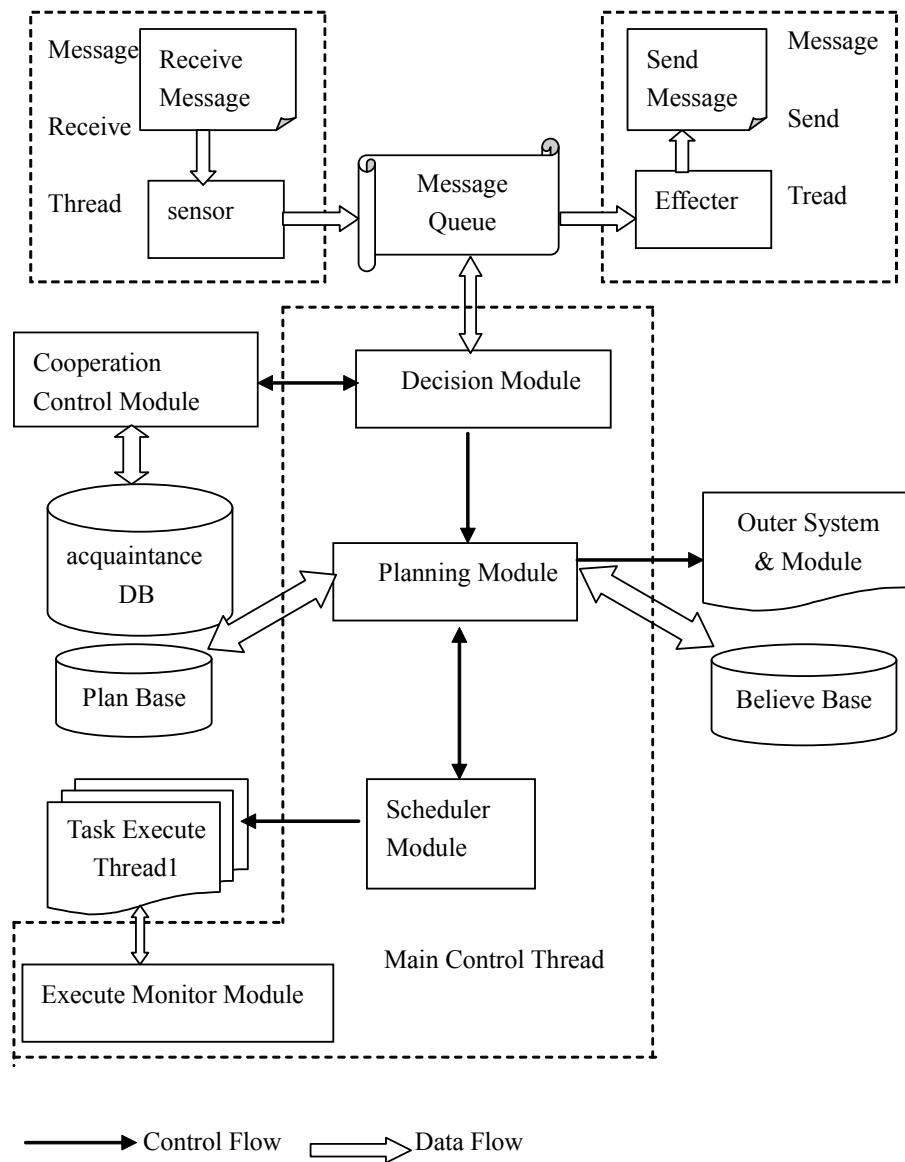 Message
Receive
Thread
Receive
Message
sensor
Message
Queue
Send
Message
Effecter
Message
Send
Tread
Cooperation
Control Module
Decision Module
acquaintance
DB
Planning Module
Outer System
& Module
Plan Base
Believe Base
Task Execute
Thread1
Scheduler
Module
Main Control Thread
Execute Monitor Module
Control Flow
Data Flow